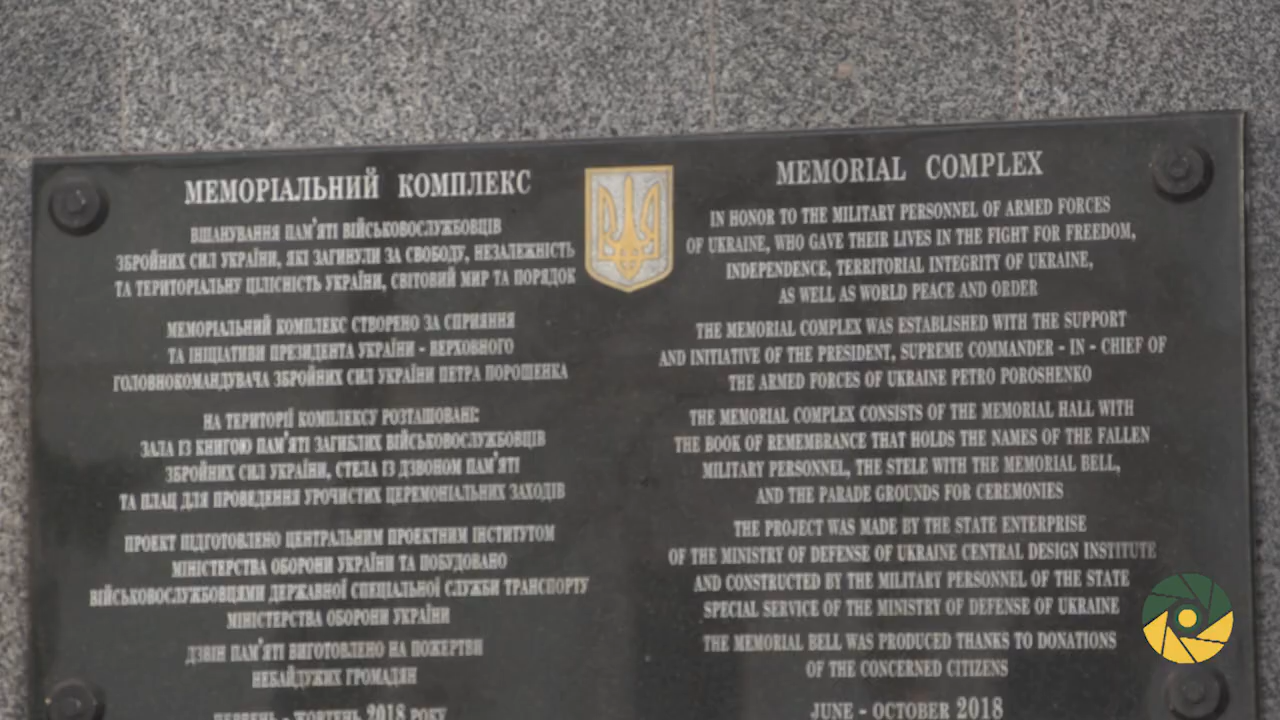 МЕМОРІАЛЬНИЙ КОМПЛЕКС
ВШАНУВАННЯ ПАМ'ЯТІ ВІЙСЬКОВОСЛУЖБОВЦІВ
ЗБРОЙНИХ СИЛ УКРАЇНИ, ЯКІ ЗАГИНУЛИ ЗА СВОБОДУ, НЕЗАЛЕЖНІСТЬ
ТА ТЕРИТОРІАЛЬНУ ЦІЛІСНІСТЬ УКРАЇНИ, СВІТОВИЙ МИР ТА ПОРЯДОК
МЕМОРІАЛЬНИЙ КОМПЛЕКС СТВОРЕНО ЗА СПРИЯННЯ
ТА ІНІЦІАТИВИ ПРЕЗИДЕНТА УКРАЇНИ - ВЕРХОВНОГО
ГОЛОВНОКОМАНДУВАЧА ЗБРОЙНИХ СИЛ УКРАЇНИ ПЕТРА ПОРОШЕНКА
НА ТЕРИТОРІЇ КОМПЛЕКСУ РОЗТАШОВАНІ:
ЗАЛА ІЗ КНИГОЮ ПАМ'ЯТІ ЗАГИБЛИХ ВІЙСЬКОВОСЛУЖБОВЦІВ
ЗБРОЙНИХ СИЛ УКРАЇНИ, СТЕЛА ІЗ ДЗВОНОМ ПАМ'ЯТІ
ТА ПЛАЦ ДЛЯ ПРОВЕДЕННЯ УРОЧИСТИХ ЦЕРЕМОНІАЛЬНИХ ЗАХОДІВ
ПРОЕКТ ПІДГОТОВЛЕНО ЦЕНТРАЛЬНИМ ПРОЕКТНИМ ІНСТИТУТОМ
МІНІСТЕРСТВА ОБОРОНИ УКРАЇНИ ТА ПОБУДОВАНО
ВІЙСЬКОВОСЛУЖБОВЦЯМИ ДЕРЖАВНОЇ СПЕЦІАЛЬНОЇ СЛУЖБИ ТРАНСПОРТУ
МІНІСТЕРСТВА ОБОРОНИ УКРАЇНИ
ДЗВІН ПАМ'ЯТІ ВИГОТОВЛЕНО НА ПОЖЕРТВИ
НЕБАЙДУЖИХ ГРОМАДЯН
ЧЕРВЕНЬ - ЖОВТЕНЬ 2018 РОКУ
MEMORIAL COMPLEX
IN HONOR TO THE MILITARY PERSONNEL OF ARMED FORCES
OF UKRAINE, WHO GAVE THEIR LIVES IN THE FIGHT FOR FREEDOM,
INDEPENDENCE, TERRITORIAL INTEGRITY OF UKRAINE,
AS WELL AS WORLD PEACE AND ORDER
THE MEMORIAL COMPLEX WAS ESTABLISHED WITH THE SUPPORT
AND INITIATIVE OF THE PRESIDENT, SUPREME COMMANDER - IN - CHIEF OF
THE ARMED FORCES OF UKRAINE PETRO POROSHENKO
THE MEMORIAL COMPLEX CONSISTS OF THE MEMORIAL HALL WITH
THE BOOK OF REMEMBRANCE THAT HOLDS THE NAMES OF THE FALLEN
MILITARY PERSONNEL, THE STELE WITH THE MEMORIAL BELL,
AND THE PARADE GROUNDS FOR CEREMONIES
THE PROJECT WAS MADE BY THE STATE ENTERPRISE
OF THE MINISTRY OF DEFENSE OF UKRAINE CENTRAL DESIGN INSTITUTE
AND CONSTRUCTED BY THE MILITARY PERSONNEL OF THE STATE
SPECIAL SERVICE OF THE MINISTRY OF DEFENSE OF UKRAINE
THE MEMORIAL BELL WAS PRODUCED THANKS TO DONATIONS
OF THE CONCERNED CITIZENS
JUNE - OCTOBER 2018